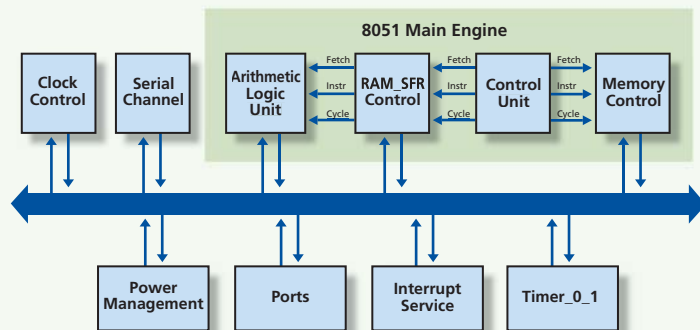 8051 Main Engine
Clock
Control
Serial
Channel
Arithmetic
Logic
Unit
Fetch
Instr
Cycle
RAM_SFR
Control
Fetch
Instr
Cycle
Control
Unit
Fetch
Instr
Cycle
Memory
Control
Power
Management
Ports
Interrupt
Service
Timer_0_1